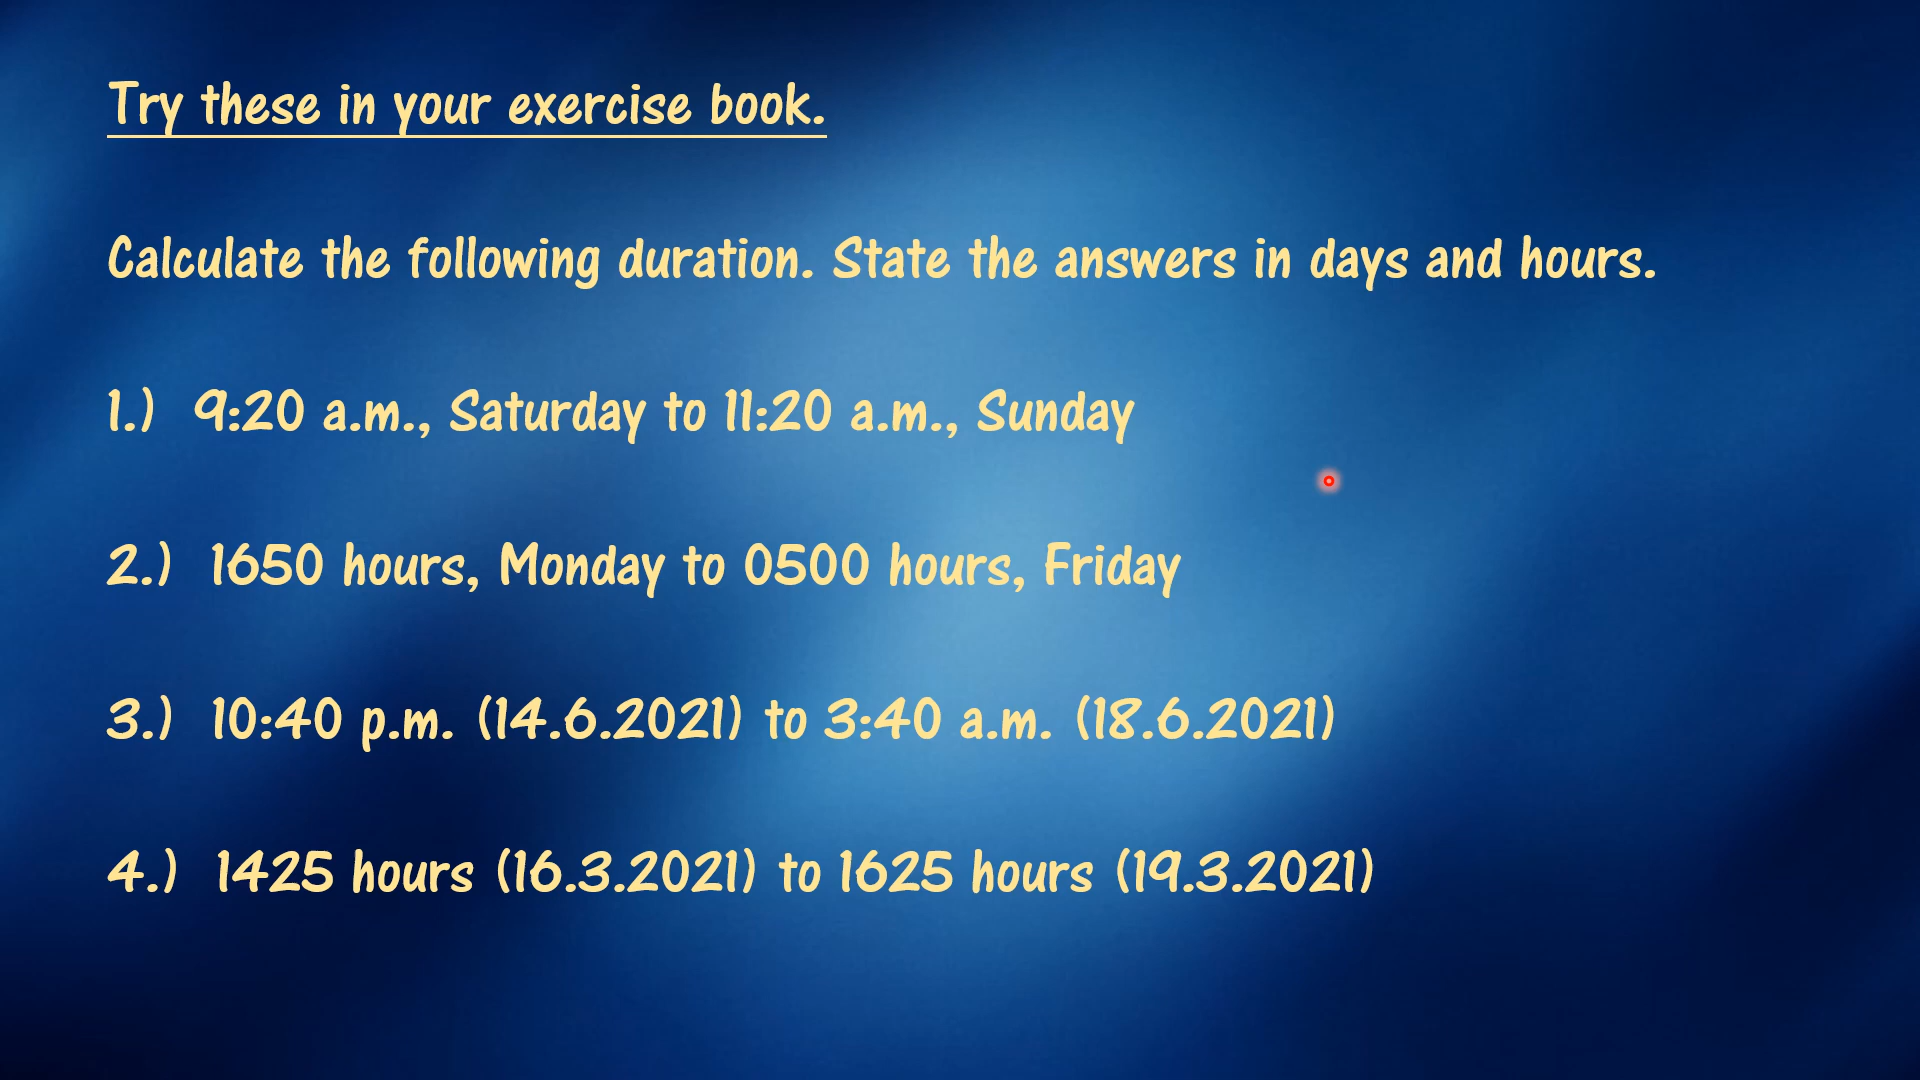 Try these in your exercise book.
Calculate the following duration. State the answers in days and hours.
1.) 9:20 a.m., Saturday to 11:20 a.m., Sunday
2.) 1650 hours, Monday to 0500 hours, Friday
3.) 10:40 p.m. (14.6.2021) to 3:40 a.m. (18.6.2021)
4.) 1425 hours (16.3.2021) to 1625 hours (19.3.2021)